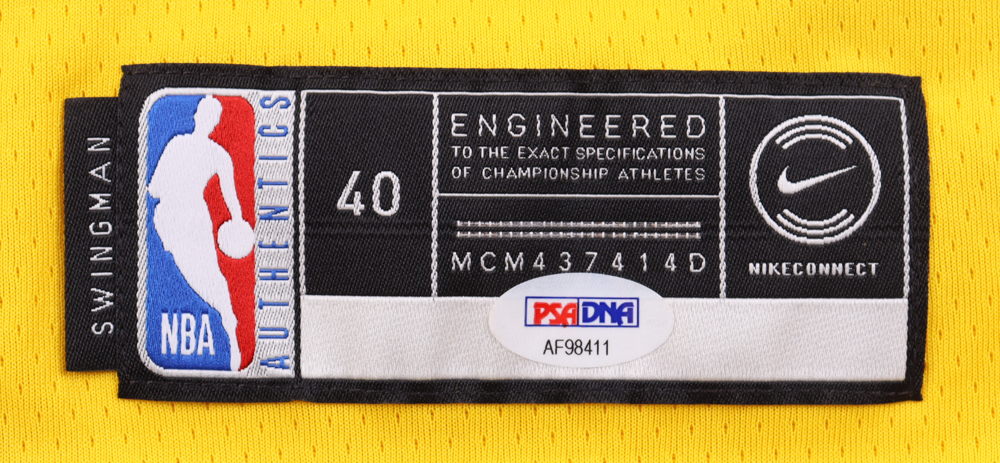 SWINGMAN
NBA
AUTHENTICS
40
ENGINEERED
TO THE EXACT SPECIFICATIONS
OF CHAMPIONSHIP ATHLETES
MCM437414D
NIKECONNECT
PSA DNA
AF98411